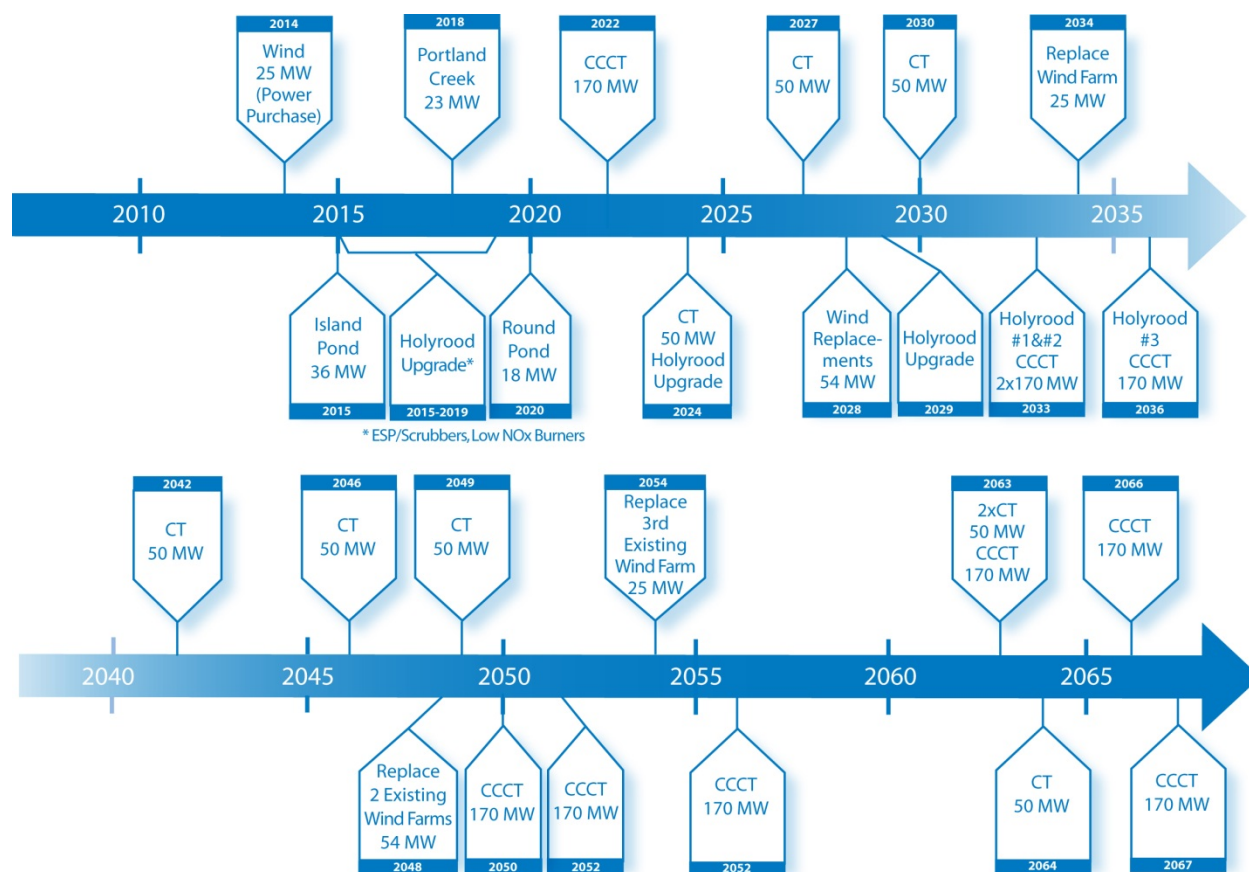 2014
Wind
25 MW
(Power
Purchase)
2018
Portland
Creek
23 MW
2022
CCCT
170 MW
2027
CT
50 MW
2030
CT
50 MW
2034
Replace
Wind Farm
25 MW
2010
2015
2020
2025
2030
2035
Island
Pond
36 MW
2015
Holyrood
Upgrade*
2015-2019
Round
Pond
18 MW
2020
CT
50 MW
Holyrood
Upgrade
2024
Wind
Replace-
ments
54 MW
2028
Holyrood
Upgrade
2029
Holyrood
#1&#2
CCCT
2x170 MW
2033
Holyrood
#3
CCCT
170 MW
2036
* ESP/Scrubbers, Low NOx Burners
2042
CT
50 MW
2046
CT
50 MW
2049
CT
50 MW
2054
Replace
3rd
Existing
Wind Farm
25 MW
2063
2xCT
50 MW
CCCT
170 MW
2066
CCCT
170 MW
2040
2045
2050
2055
2060
2065
Replace
2 Existing
Wind Farms
54 MW
2048
CCCT
170 MW
2050
CCCT
170 MW
2052
CCCT
170 MW
2052
CT
50 MW
2064
CCCT
170 MW
2067